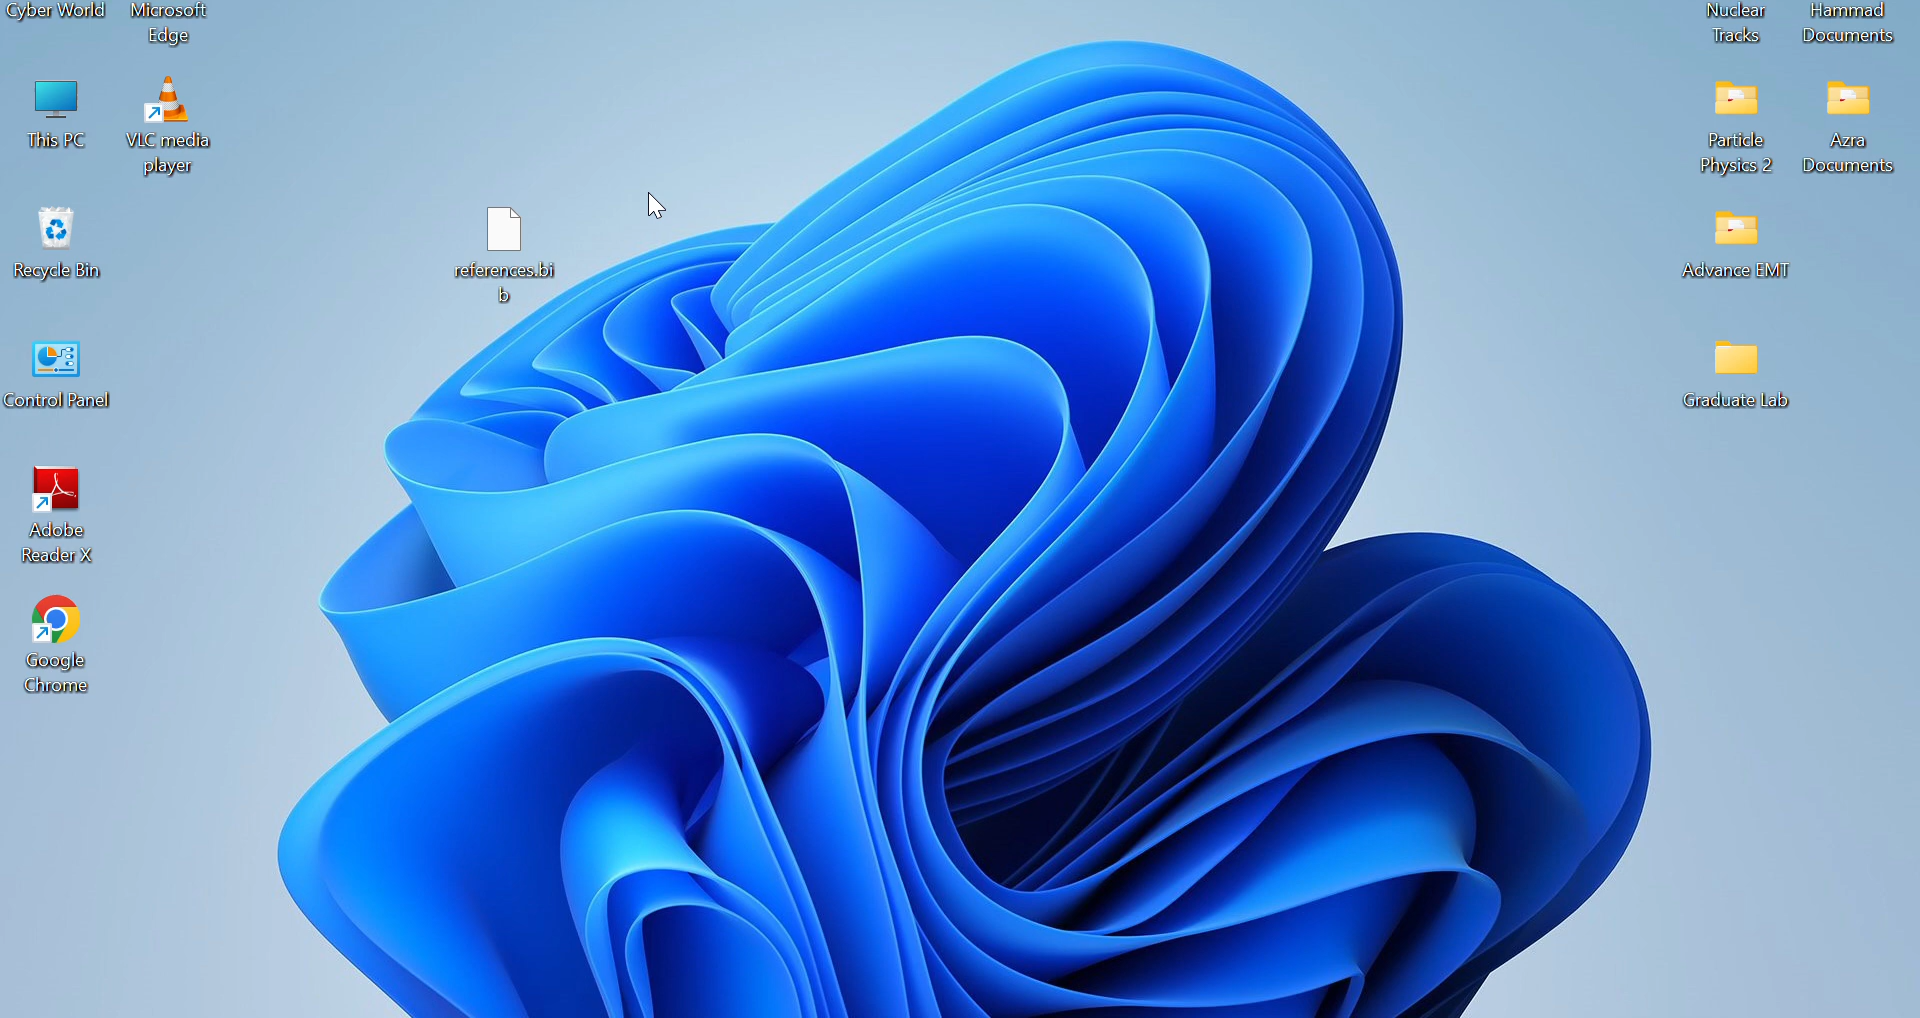 Cyber World
Microsoft
Edge
This PC
VLC media
player
Recycle Bin
Control Panel
Adobe
Reader X
Google
Chrome
references.bi
b
Nuclear
Tracks
Hammad
Documents
Particle
Physics 2
Azra
Documents
Advance EMT
Graduate Lab